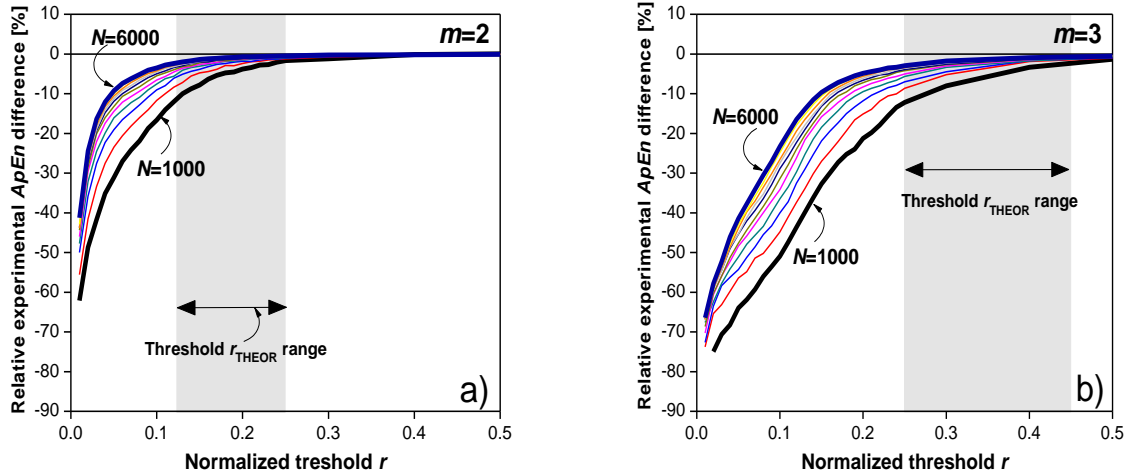 Relative experimental ApEn difference [%]
10
0
-10
-20
-30
-40
-50
-60
-70
-80
-90
m=2
N=6000
N=1000
Threshold rTHEOR range
a)
0.0 0.1 0.2 0.3 0.4 0.5
Normalized treshold r
Relative experimental ApEn difference [%]
10
0
-10
-20
-30
-40
-50
-60
-70
-80
-90
m=3
N=6000
N=1000
Threshold rTHEOR range
b)
0.0 0.1 0.2 0.3 0.4 0.5
Normalized threshold r